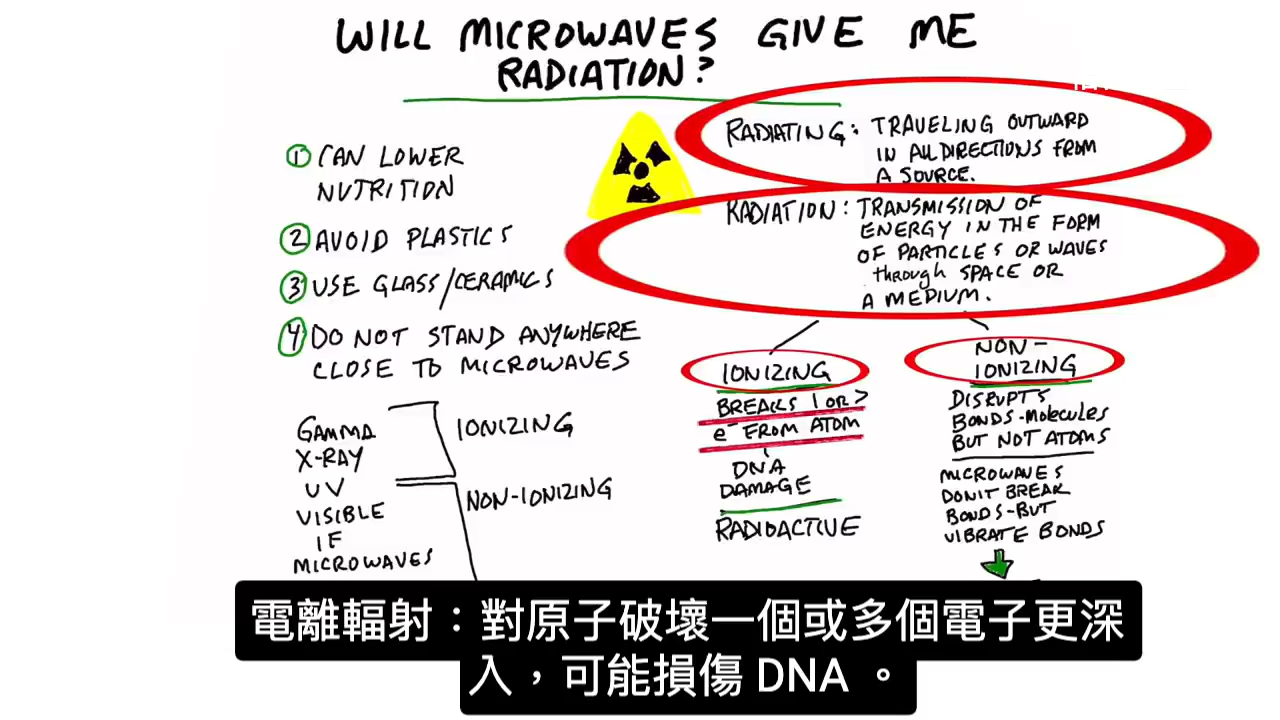 WILL MICROWAVES GIVE ME
RADIATION?
① CAN LOWER
NUTRITION
② AVOID PLASTICS
③ USE GLASS/CERAMICS
④ DO NOT STAND ANYWHERE
CLOSE TO MICROWAVES
GAMMA
X-RAY
UV
VISIBLE
IF
MICROWAVES
IONIZING
NON-IONIZING
RADIATING: TRAVELING OUTWARD
IN ALL DIRECTIONS FROM
A SOURCE.
RADIATION: TRANSMISSION OF
ENERGY IN THE FORM
OF PARTICLES OR WAVES
through SPACE OR
A MEDIUM.
IONIZING
BREAKS 1 OR >
e⁻ FROM ATOM
DNA
DAMAGE
RADIOACTIVE
NON-
IONIZING
DISRUPTS
BONDS-MOLECULES
BUT NOT ATOMS
MICROWAVES
DON'T BREAK
BONDS-BUT
VIBRATE BONDS
電離輻射：對原子破壞一個或多個電子更深
入，可能損傷 DNA 。